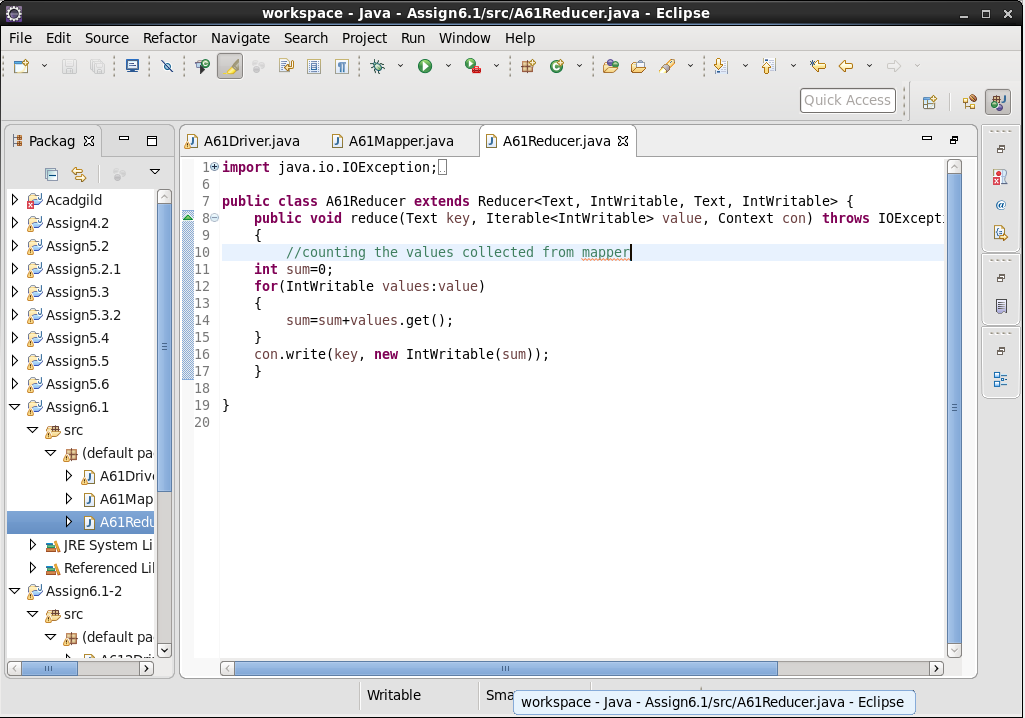 workspace - Java - Assign6.1/src/A61Reducer.java - Eclipse
File Edit Source Refactor Navigate Search Project Run Window Help
Quick Access
Packag
A61Driver.java A61Mapper.java A61Reducer.java
Acadgild
Assign4.2
Assign5.2
Assign5.2.1
Assign5.3
Assign5.3.2
Assign5.4
Assign5.5
Assign5.6
Assign6.1
src
(default pa
A61Drive
A61Map
A61Redu
JRE System Li
Referenced Li
Assign6.1-2
src
(default pa
1 import java.io.IOException;
6
7 public class A61Reducer extends Reducer<Text, IntWritable, Text, IntWritable> {
8 public void reduce(Text key, Iterable<IntWritable> value, Context con) throws IOExcept
9 {
10 //counting the values collected from mapper
11 int sum=0;
12 for(IntWritable values:value)
13 {
14 sum=sum+values.get();
15 }
16 con.write(key, new IntWritable(sum));
17 }
18
19 }
20
Writable Sma
workspace - Java - Assign6.1/src/A61Reducer.java - Eclipse